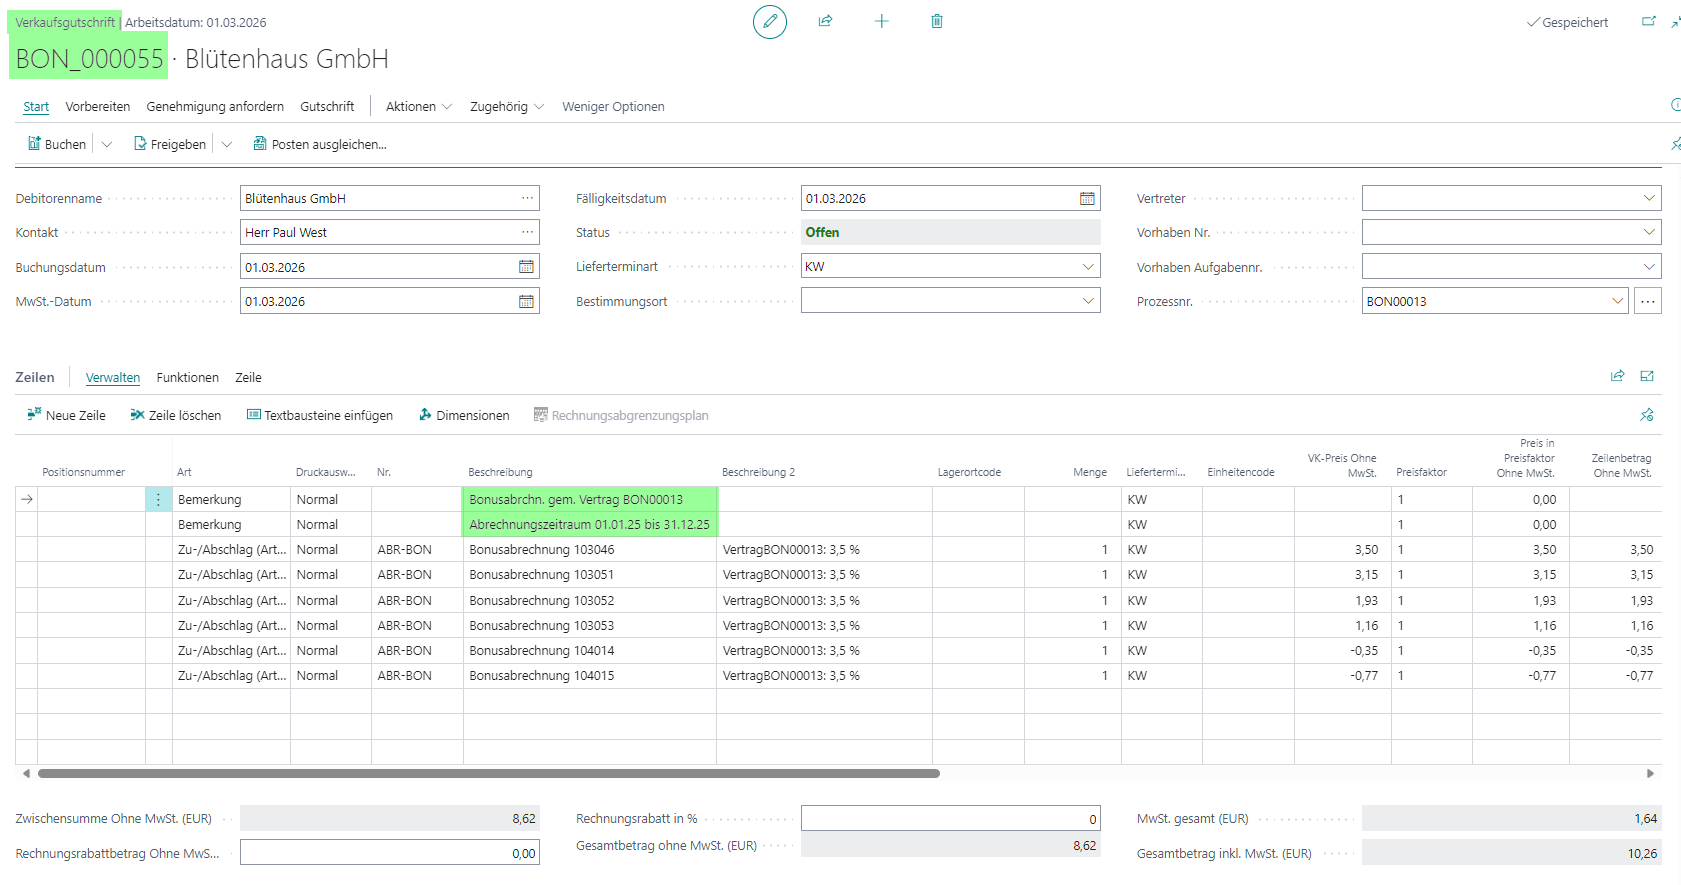 Verkaufsgutschrift | Arbeitsdatum: 01.03.2026
Gespeichert
BON_000055 · Blütenhaus GmbH
Start Vorbereiten Genehmigung anfordern Gutschrift Aktionen Zugehörig Weniger Optionen
Buchen Freigeben Posten ausgleichen...
Debitorenname Blütenhaus GmbH Fälligkeitsdatum 01.03.2026 Vertreter
Kontakt Herr Paul West Status Offen Vorhaben Nr.
Buchungsdatum 01.03.2026 Lieferterminart KW Vorhaben Aufgabennr.
MwSt.-Datum 01.03.2026 Bestimmungsort Prozessnr. BON00013
Zeilen Verwalten Funktionen Zeile
Neue Zeile Zeile löschen Textbausteine einfügen Dimensionen Rechnungsabgrenzungsplan
Positionsnummer Art Druckausw... Nr. Beschreibung Beschreibung 2 Lagerortcode Menge Liefertermi... Einheitencode VK-Preis Ohne MwSt. Preisfaktor Preis in Preisfaktor Ohne MwSt. Zeilenbetrag Ohne MwSt.
Bemerkung Normal Bonusabrchn. gem. Vertrag BON00013 KW 1 0,00
Bemerkung Normal Abrechnungszeitraum 01.01.25 bis 31.12.25 KW 1 0,00
Zu-/Abschlag (Art... Normal ABR-BON Bonusabrechnung 103046 VertragBON00013: 3,5 % 1 KW 3,50 1 3,50 3,50
Zu-/Abschlag (Art... Normal ABR-BON Bonusabrechnung 103051 VertragBON00013: 3,5 % 1 KW 3,15 1 3,15 3,15
Zu-/Abschlag (Art... Normal ABR-BON Bonusabrechnung 103052 VertragBON00013: 3,5 % 1 KW 1,93 1 1,93 1,93
Zu-/Abschlag (Art... Normal ABR-BON Bonusabrechnung 103053 VertragBON00013: 3,5 % 1 KW 1,16 1 1,16 1,16
Zu-/Abschlag (Art... Normal ABR-BON Bonusabrechnung 104014 VertragBON00013: 3,5 % 1 KW -0,35 1 -0,35 -0,35
Zu-/Abschlag (Art... Normal ABR-BON Bonusabrechnung 104015 VertragBON00013: 3,5 % 1 KW -0,77 1 -0,77 -0,77
Zwischensumme Ohne MwSt. (EUR) 8,62 Rechnungsrabatt in % 0 MwSt. gesamt (EUR) 1,64
Rechnungsrabattbetrag Ohne MwS... 0,00 Gesamtbetrag ohne MwSt. (EUR) 8,62 Gesamtbetrag inkl. MwSt. (EUR) 10,26